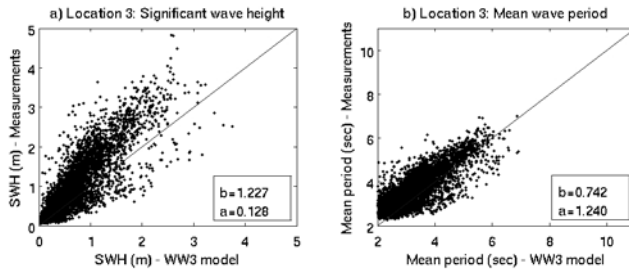 a) Location 3: Significant wave height
5
4
3
2
1
0
0 1 2 3 4 5
SWH (m) - Measurements
SWH (m) - WW3 model
b=1.227
a=0.128
b) Location 3: Mean wave period
10
8
6
4
2
2 4 6 8 10
Mean period (sec) - Measurements
Mean period (sec) - WW3 model
b=0.742
a=1.240